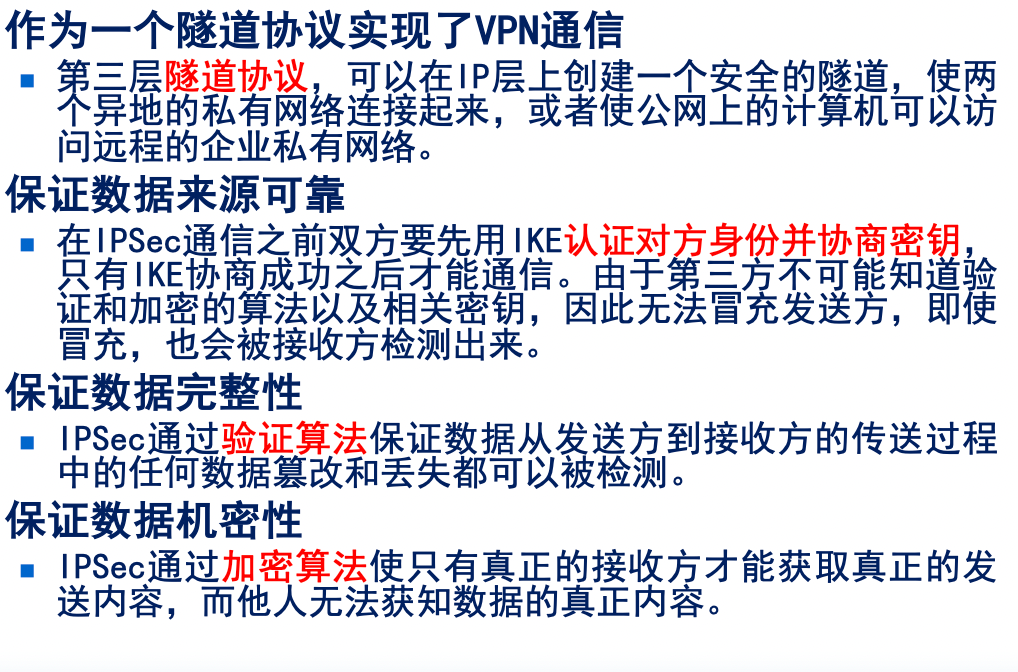 作为一个隧道协议实现了VPN通信
第三层隧道协议，可以在IP层上创建一个安全的隧道，使两
个异地的私有网络连接起来，或者使公网上的计算机可以访
问远程的企业私有网络。
保证数据来源可靠
在IPSec通信之前双方要先用IKE认证对方身份并协商密钥，
只有IKE协商成功之后才能通信。由于第三方不可能知道验
证和加密的算法以及相关密钥，因此无法冒充发送方，即使
冒充，也会被接收方检测出来。
保证数据完整性
IPSec通过验证算法保证数据从发送方到接收方的传送过程
中的任何数据篡改和丢失都可以被检测。
保证数据机密性
IPSec通过加密算法使只有真正的接收方才能获取真正的发
送内容，而他人无法获知数据的真正内容。